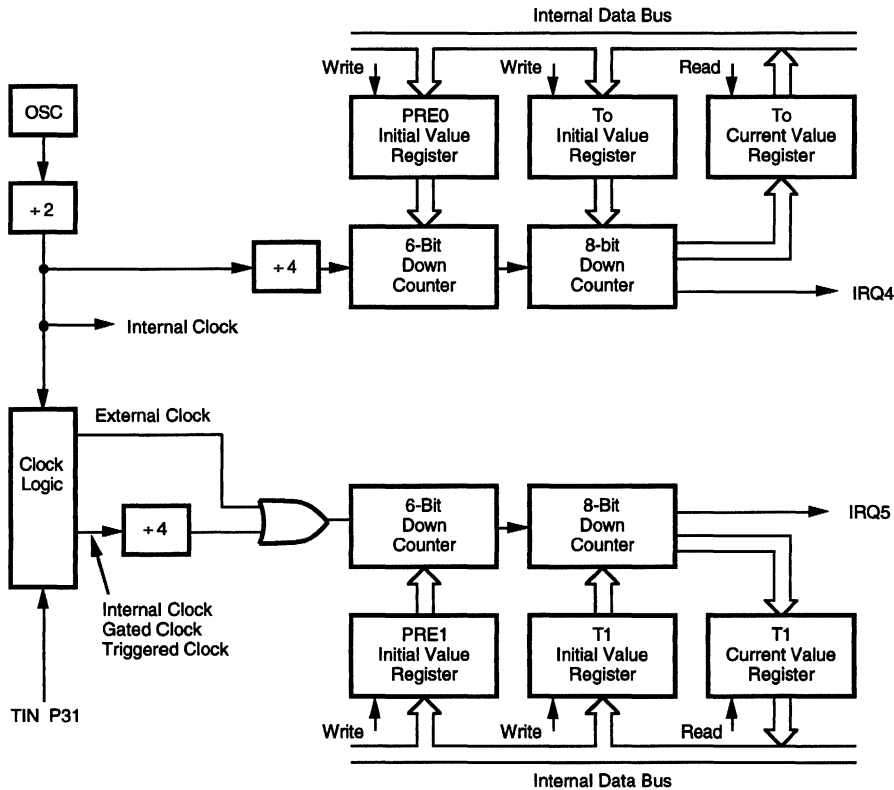 Internal Data Bus
Write
Write
Read
OSC
PRE0
Initial Value
Register
To
Initial Value
Register
To
Current Value
Register
÷ 2
÷ 4
6-Bit
Down
Counter
8-bit
Down
Counter
IRQ4
Internal Clock
External Clock
Clock
Logic
÷ 4
6-Bit
Down
Counter
8-Bit
Down
Counter
IRQ5
Internal Clock
Gated Clock
Triggered Clock
PRE1
Initial Value
Register
T1
Initial Value
Register
T1
Current Value
Register
TIN P31
Write
Write
Read
Internal Data Bus